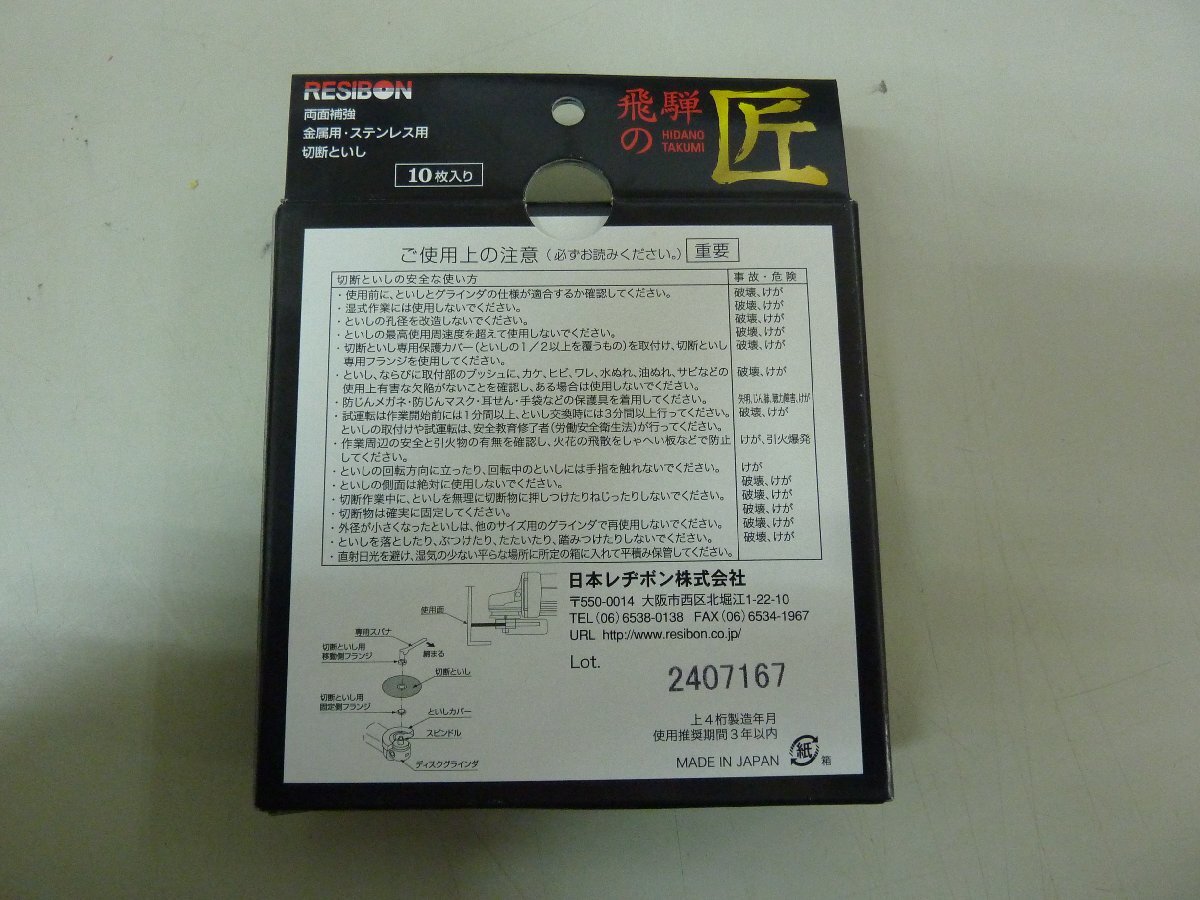 RESIBON
両面補強
金属用・ステンレス用
切断といし
10枚入り
飛騨の
HIDANO
TAKUMI
匠
ご使用上の注意(必ずお読みください。) 重要
切断といしの安全な使い方 事故・危険
・使用前に、といしとグラインダの仕様が適合するか確認してください。 破壊、けが
・湿式作業には使用しないでください。 破壊、けが
・といしの孔径を改造しないでください。 破壊、けが
・といしの最高使用周速度を超えて使用しないでください。 破壊、けが
・切断といし専用保護カバー(といしの1/2以上を覆うもの)を取付け、切断といし 破壊、けが
専用フランジを使用してください。
・といし、ならびに取付部のブッシュに、カケ、ヒビ、ワレ、水ぬれ、油ぬれ、サビなどの 破壊、けが
使用上有害な欠陥がないことを確認し、ある場合は使用しないでください。
・防じんメガネ・防じんマスク・耳せん・手袋などの保護具を着用してください。 失明、じん肺、聴力障害、けが
・試運転は作業開始前には1分間以上、といし交換時には3分間以上行ってください。 破壊、けが
といしの取付けや試運転は、安全教育修了者(労働安全衛生法)が行ってください。
・作業周辺の安全と引火物の有無を確認し、火花の飛散をしゃへい板などで防止 けが、引火爆発
してください。
・といしの回転方向に立ったり、回転中のといしには手指を触れないでください。 けが
・といしの側面は絶対に使用しないでください。 破壊、けが
・切断作業中に、といしを無理に切断物に押しつけたりねじったりしないでください。 破壊、けが
・切断物は確実に固定してください。 破壊、けが
・外径が小さくなったといしは、他のサイズ用のグラインダで再使用しないでください。 破壊、けが
・といしを落としたり、ぶつけたり、たたいたり、踏みつけたりしないでください。 破壊、けが
・直射日光を避け、湿気の少ない平らな場所に所定の箱に入れて平積み保管してください。
使用面
専用スパナ
切断といし用
移動側フランジ
締まる
切断といし
切断といし用
固定側フランジ
といしカバー
スピンドル
ディスクグラインダ
日本レヂボン株式会社
〒550-0014 大阪市西区北堀江1-22-10
TEL(06)6538-0138 FAX(06)6534-1967
URL http://www.resibon.co.jp/
Lot.
2407167
上4桁製造年月
使用推奨期間3年以内
MADE IN JAPAN
紙
箱